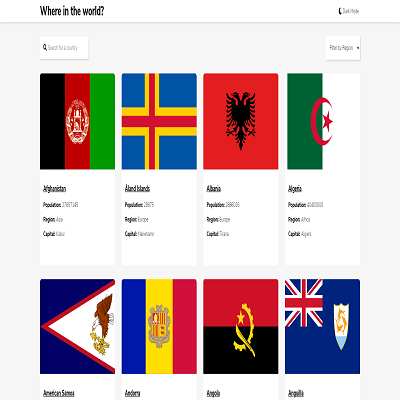 Where in the world?
Dark Mode
Search for a country
Filter by Region
Afghanistan
Population: 27657145
Region: Asia
Capital: Kabul
Åland Islands
Population: 28875
Region: Europe
Capital: Mariehamn
Albania
Population: 2886026
Region: Europe
Capital: Tirana
Algeria
Population: 40400000
Region: Africa
Capital: Algiers
American Samoa
Andorra
Angola
Anguilla